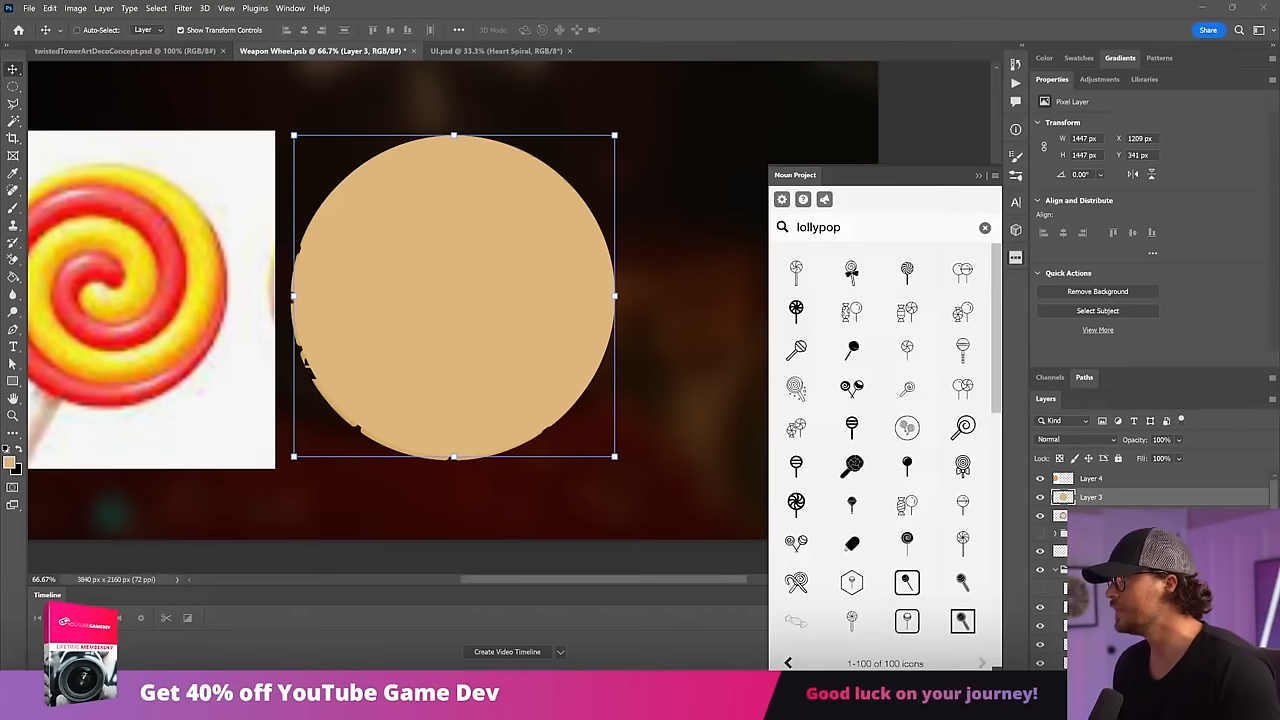 File Edit Image Layer Type Select Filter 3D View Plugins Window Help
Auto-Select: Layer Show Transform Controls 3D Mode: Share
twistedTowerArtDecoConcept.psd @ 100% (RGB/8#) × Weapon Wheel.psb @ 66.7% (Layer 3, RGB/8#) * × UI.psd @ 33.3% (Heart Spiral, RGB/8*) ×
Color Swatches Gradients Patterns
Properties Adjustments Libraries
Pixel Layer
Transform
W 1447 px X 1209 px
H 1447 px Y 341 px
0.00°
Align and Distribute
Align:
Quick Actions
Remove Background
Select Subject
View More
Channels Paths
Layers
Kind
Normal Opacity: 100%
Lock: Fill: 100%
Layer 4
Layer 3
Noun Project
lollypop
1-100 of 100 icons
66.67% 3840 px x 2160 px (72 ppi)
Timeline
Create Video Timeline
YOUTUBE GAMEDEV
LIFETIME MEMBERSHIP
Get 40% off YouTube Game Dev
Good luck on your journey!